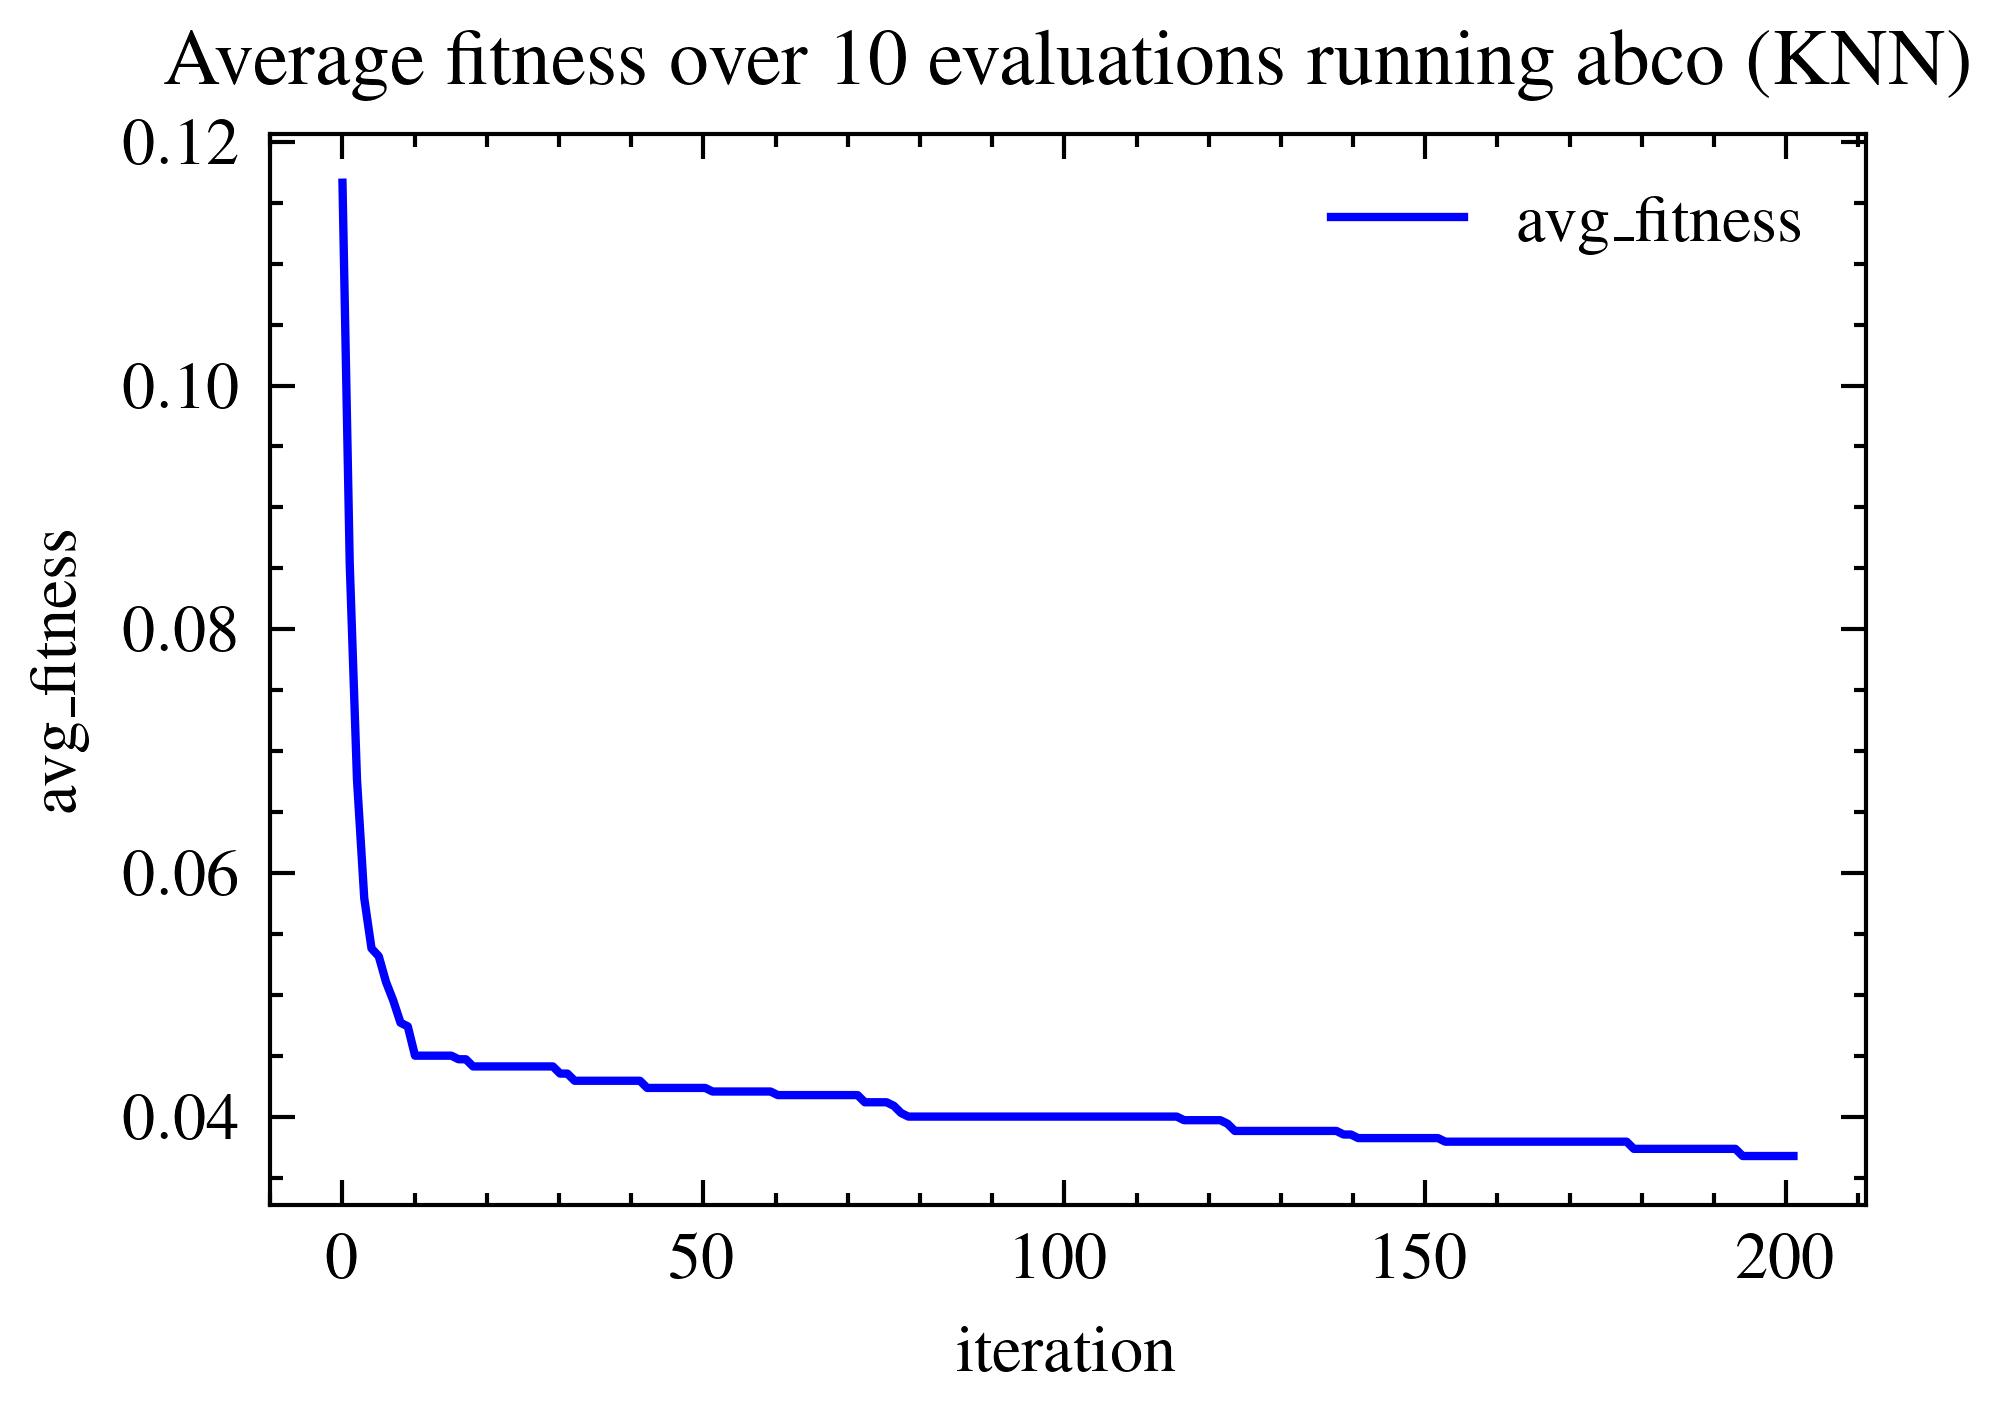 Average fitness over 10 evaluations running abco (KNN)
avg_fitness
0.12
0.10
0.08
0.06
0.04
avg_fitness
0 50 100 150 200
iteration